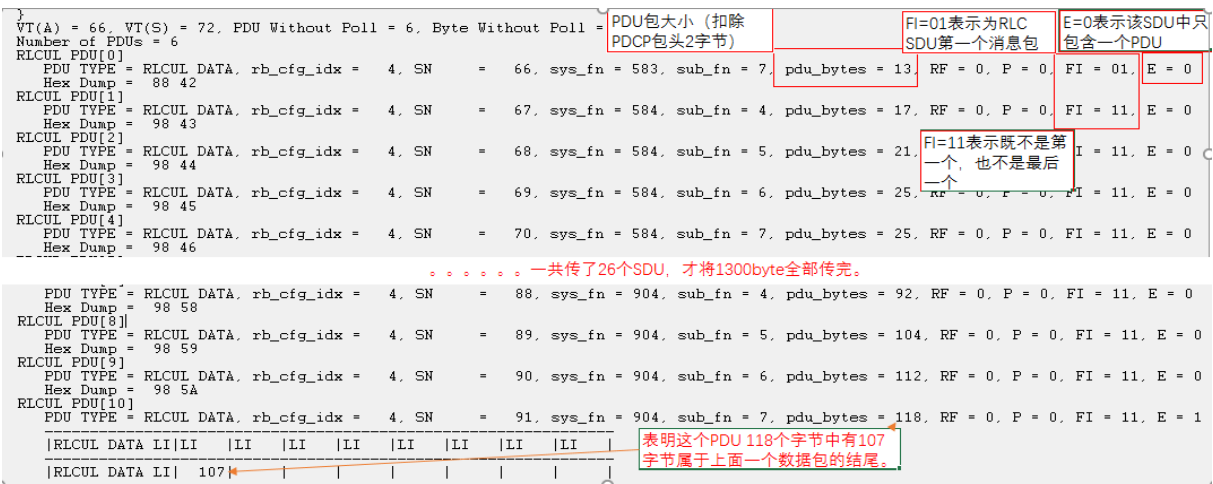 }
VT(A) = 66, VT(S) = 72, PDU Without Poll = 6, Byte Without Poll =
PDU包大小（扣除
PDCP包头2字节）
FI=01表示为RLC
SDU第一个消息包
E=0表示该SDU中只
包含一个PDU
Number of PDUs = 6
RLCUL PDU[0]
PDU TYPE = RLCUL DATA, rb_cfg_idx = 4, SN = 66, sys_fn = 583, sub_fn = 7, pdu_bytes = 13, RF = 0, P = 0, FI = 01, E = 0
Hex Dump = 88 42
RLCUL PDU[1]
PDU TYPE = RLCUL DATA, rb_cfg_idx = 4, SN = 67, sys_fn = 584, sub_fn = 4, pdu_bytes = 17, RF = 0, P = 0, FI = 11, E = 0
Hex Dump = 98 43
RLCUL PDU[2]
PDU TYPE = RLCUL DATA, rb_cfg_idx = 4, SN = 68, sys_fn = 584, sub_fn = 5, pdu_bytes = 21, I = 11, E = 0
FI=11表示既不是第
一个，也不是最后
一个
Hex Dump = 98 44
RLCUL PDU[3]
PDU TYPE = RLCUL DATA, rb_cfg_idx = 4, SN = 69, sys_fn = 584, sub_fn = 6, pdu_bytes = 25, RF = 0, P = 0, FI = 11, E = 0
Hex Dump = 98 45
RLCUL PDU[4]
PDU TYPE = RLCUL DATA, rb_cfg_idx = 4, SN = 70, sys_fn = 584, sub_fn = 7, pdu_bytes = 25, RF = 0, P = 0, FI = 11, E = 0
Hex Dump = 98 46
。。。。。。一共传了26个SDU，才将1300byte全部传完。
PDU TYPE = RLCUL DATA, rb_cfg_idx = 4, SN = 88, sys_fn = 904, sub_fn = 4, pdu_bytes = 92, RF = 0, P = 0, FI = 11, E = 0
Hex Dump = 98 58
RLCUL PDU[8]
PDU TYPE = RLCUL DATA, rb_cfg_idx = 4, SN = 89, sys_fn = 904, sub_fn = 5, pdu_bytes = 104, RF = 0, P = 0, FI = 11, E = 0
Hex Dump = 98 59
RLCUL PDU[9]
PDU TYPE = RLCUL DATA, rb_cfg_idx = 4, SN = 90, sys_fn = 904, sub_fn = 6, pdu_bytes = 112, RF = 0, P = 0, FI = 11, E = 0
Hex Dump = 98 5A
RLCUL PDU[10]
PDU TYPE = RLCUL DATA, rb_cfg_idx = 4, SN = 91, sys_fn = 904, sub_fn = 7, pdu_bytes = 118, RF = 0, P = 0, FI = 11, E = 1
|RLCUL DATA LI|LI |LI |LI |LI |LI |LI |LI |LI |
|RLCUL DATA LI| 107| | | | | | | |
表明这个PDU 118个字节中有107
字节属于上面一个数据包的结尾。